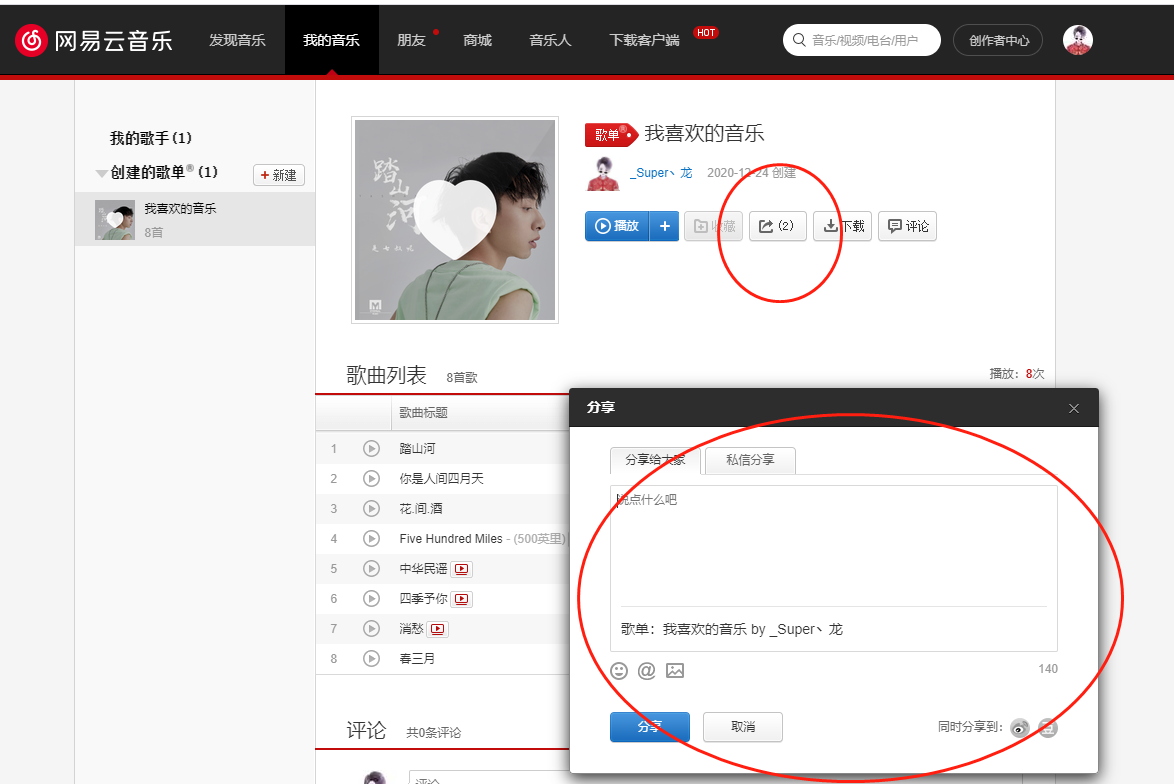 网易云音乐
发现音乐 我的音乐 朋友 商城 音乐人 下载客户端 HOT
音乐/视频/电台/用户
创作者中心
我的歌手(1)
创建的歌单®(1)
+ 新建
我喜欢的音乐
8首
踏山河
歌单® 我喜欢的音乐
_Super丶龙 2020-12-24 创建
播放 + 收藏 (2) 下载 评论
歌曲列表 8首歌
播放：8次
歌曲标题
1 踏山河
2 你是人间四月天
3 花.间.酒
4 Five Hundred Miles - (500英里)
5 中华民谣
6 四季予你
7 消愁
8 春三月
评论 共0条评论
评论
分享 ×
分享给大家 私信分享
说点什么吧
歌单：我喜欢的音乐 by _Super丶龙
@
140
分享 取消
同时分享到：